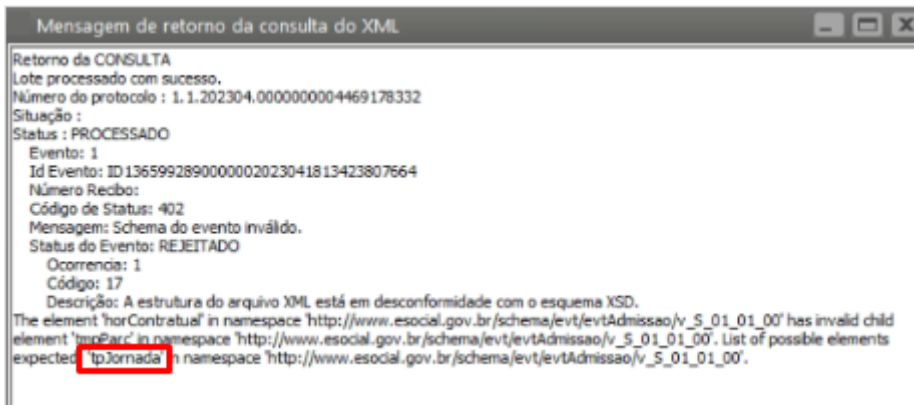 Mensagem de retorno da consulta do XML
Retorno da CONSULTA
Lote processado com sucesso.
Número do protocolo : 1.1.202304.0000000004469178332
Situação :
Status : PROCESSADO
Evento: 1
Id Evento: ID1365992890000002023041813423807664
Número Recibo:
Código de Status: 402
Mensagem: Schema do evento inválido.
Status do Evento: REJEITADO
Ocorrencia: 1
Código: 17
Descrição: A estrutura do arquivo XML está em desconformidade com o esquema XSD.
The element 'horContratual' in namespace 'http://www.esocial.gov.br/schema/evt/evtAdmissao/v_S_01_01_00' has invalid child
element 'tmpParc' in namespace 'http://www.esocial.gov.br/schema/evt/evtAdmissao/v_S_01_01_00'. List of possible elements
expected: 'tpJornada' in namespace 'http://www.esocial.gov.br/schema/evt/evtAdmissao/v_S_01_01_00'.